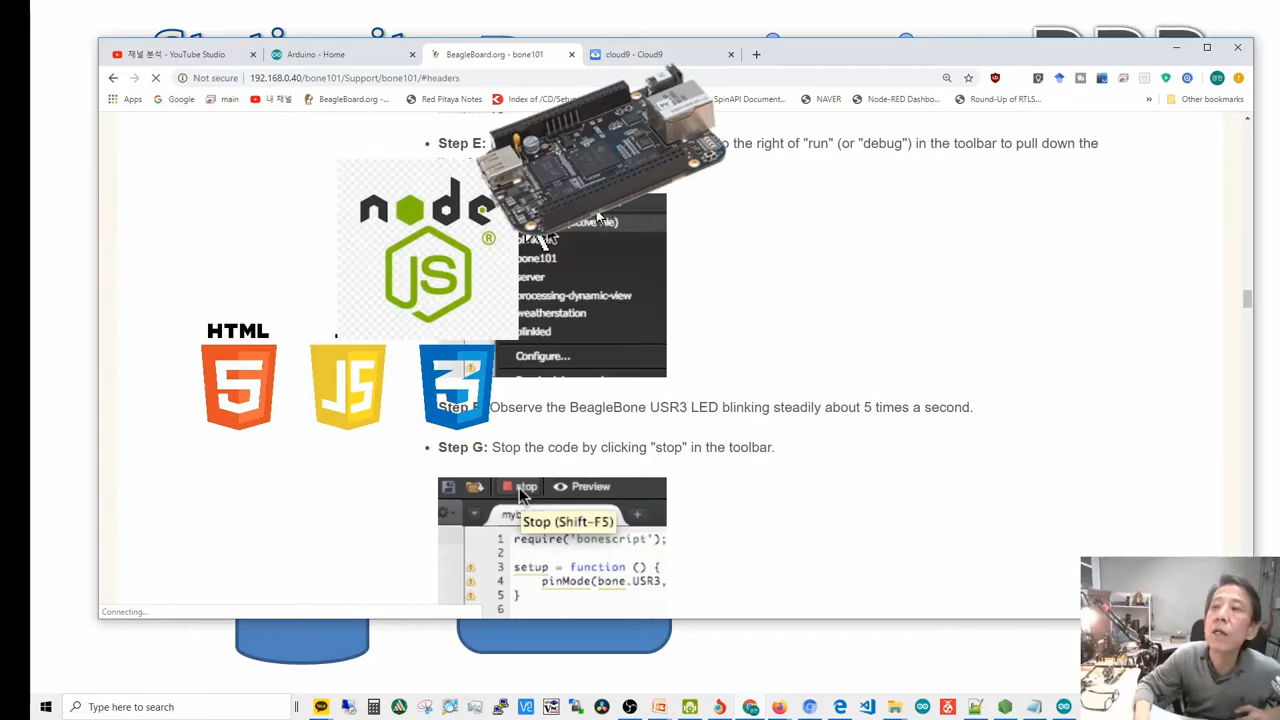 채널 분석 - YouTube Studio
Arduino - Home
BeagleBoard.org - bone101
cloud9 - Cloud9
Not secure
192.168.0.40/bone101/Support/bone101/#headers
Apps
Google
main
내 채널
BeagleBoard.org -...
Red Pitaya Notes
Index of /CD/Setup
SpinAPI Document...
NAVER
Node-RED Dashbo...
Round-Up of RTLS...
Other bookmarks
Step E:
the right of "run" (or "debug") in the toolbar to pull down the
node
JS
®
bone101
server
processing-dynamic-view
weatherstation
blinkled
Configure...
HTML
5
JS
3
Observe the BeagleBone USR3 LED blinking steadily about 5 times a second.
Step G: Stop the code by clicking "stop" in the toolbar.
stop
Preview
Stop (Shift-F5)
1 require('bonescript');
2
3 setup = function () {
4 pinMode(bone.USR3,
5 }
6
Connecting...
Type here to search